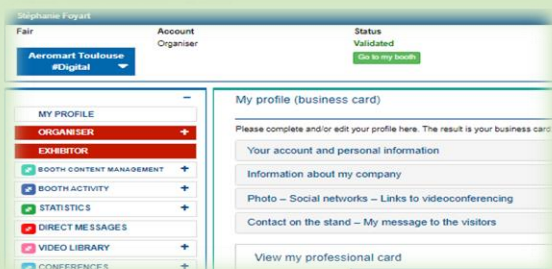 Stéphanie Foyart
Fair Account Status
Organiser Validated
Aeromart Toulouse
#Digital
Go to my booth
–
MY PROFILE
ORGANISER +
EXHIBITOR
BOOTH CONTENT MANAGEMENT +
BOOTH ACTIVITY +
STATISTICS +
DIRECT MESSAGES
VIDEO LIBRARY +
CONFERENCES +
My profile (business card)
Please complete and/or edit your profile here. The result is your business card
Your account and personal information
Information about my company
Photo – Social networks – Links to videoconferencing
Contact on the stand – My message to the visitors
View my professional card